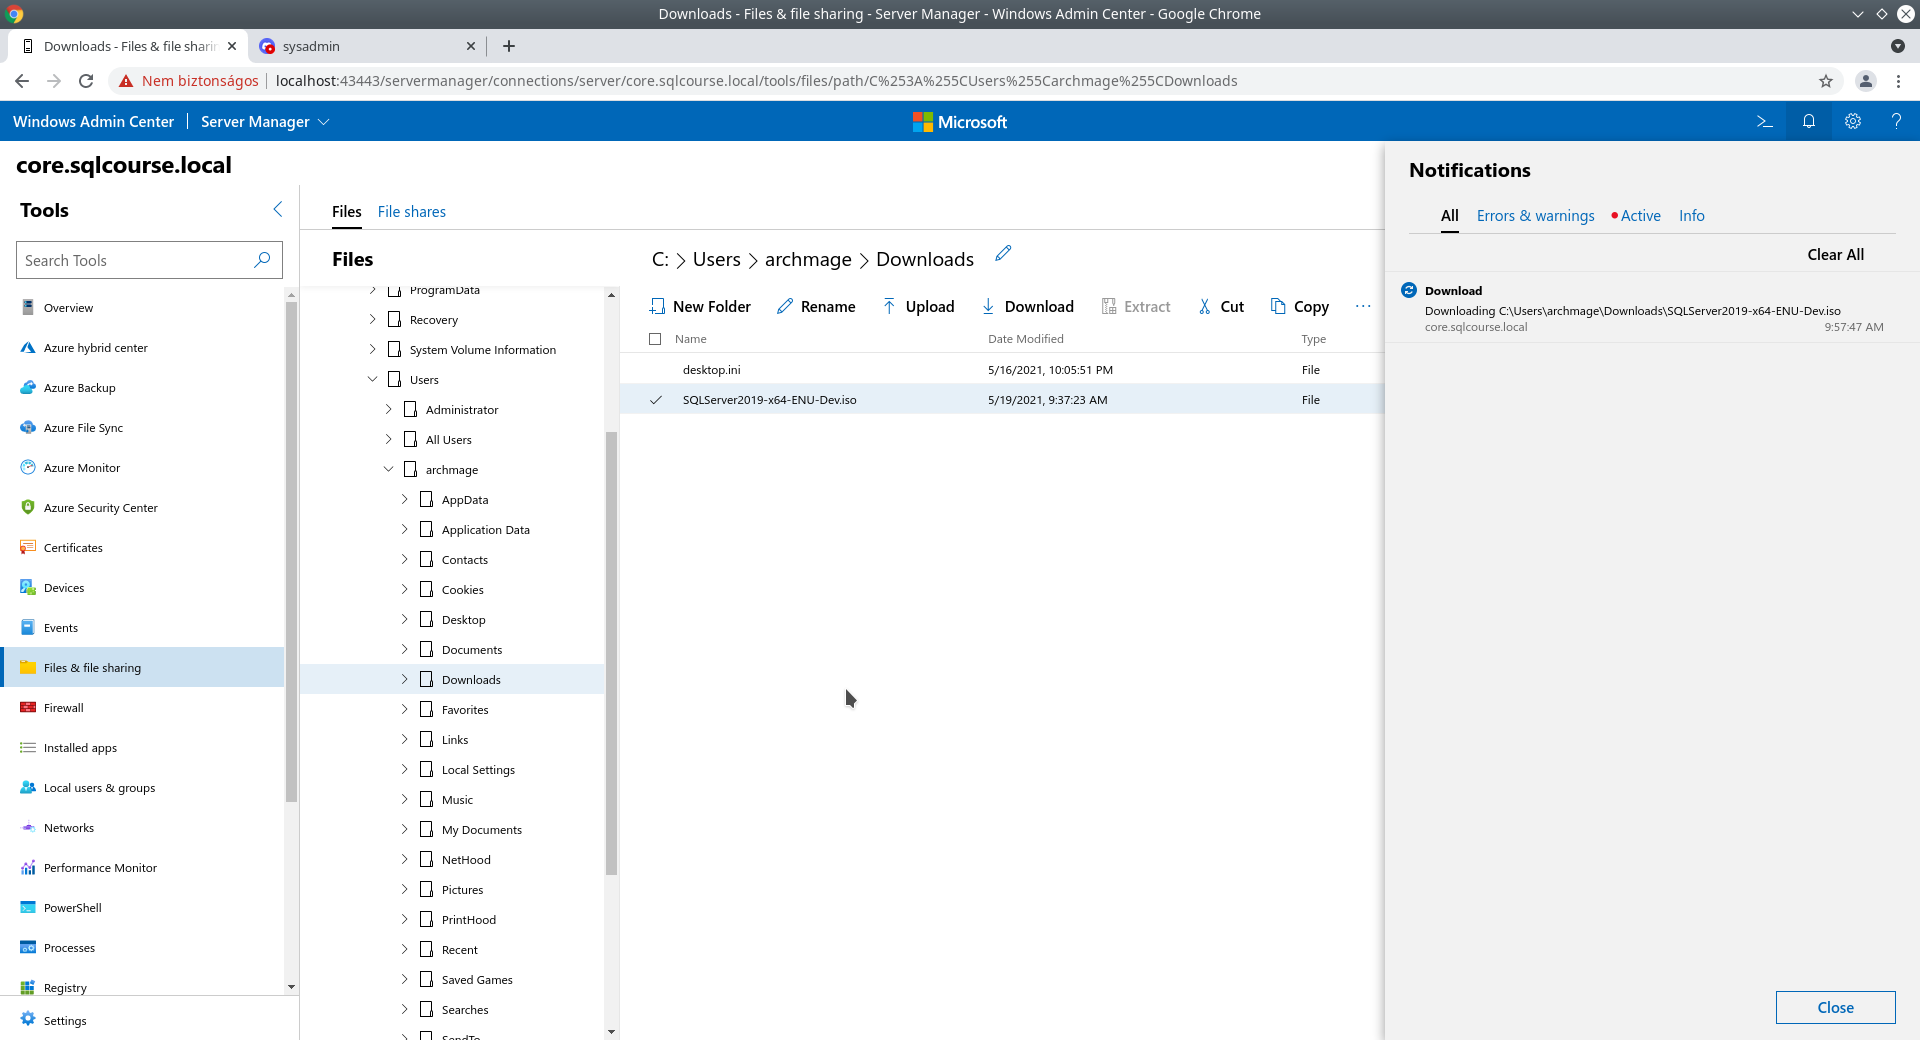 Downloads - Files & file sharing - Server Manager - Windows Admin Center - Google Chrome
Downloads - Files & file sharin
sysadmin
Nem biztonságos
localhost:43443/servermanager/connections/server/core.sqlcourse.local/tools/files/path/C%253A%255CUsers%255Carchmage%255CDownloads
Windows Admin Center
Server Manager
Microsoft
>_
?
core.sqlcourse.local
Tools
Search Tools
Overview
Azure hybrid center
Azure Backup
Azure File Sync
Azure Monitor
Azure Security Center
Certificates
Devices
Events
Files & file sharing
Firewall
Installed apps
Local users & groups
Networks
Performance Monitor
PowerShell
Processes
Registry
Settings
Files
File shares
Files
ProgramData
Recovery
System Volume Information
Users
Administrator
All Users
archmage
AppData
Application Data
Contacts
Cookies
Desktop
Documents
Downloads
Favorites
Links
Local Settings
Music
My Documents
NetHood
Pictures
PrintHood
Recent
Saved Games
Searches
SendTo
C: > Users > archmage > Downloads
New Folder
Rename
Upload
Download
Extract
Cut
Copy
...
Name
Date Modified
Type
desktop.ini
5/16/2021, 10:05:51 PM
File
SQLServer2019-x64-ENU-Dev.iso
5/19/2021, 9:37:23 AM
File
Notifications
All
Errors & warnings
Active
Info
Clear All
Download
Downloading C:\Users\archmage\Downloads\SQLServer2019-x64-ENU-Dev.iso
core.sqlcourse.local
9:57:47 AM
Close